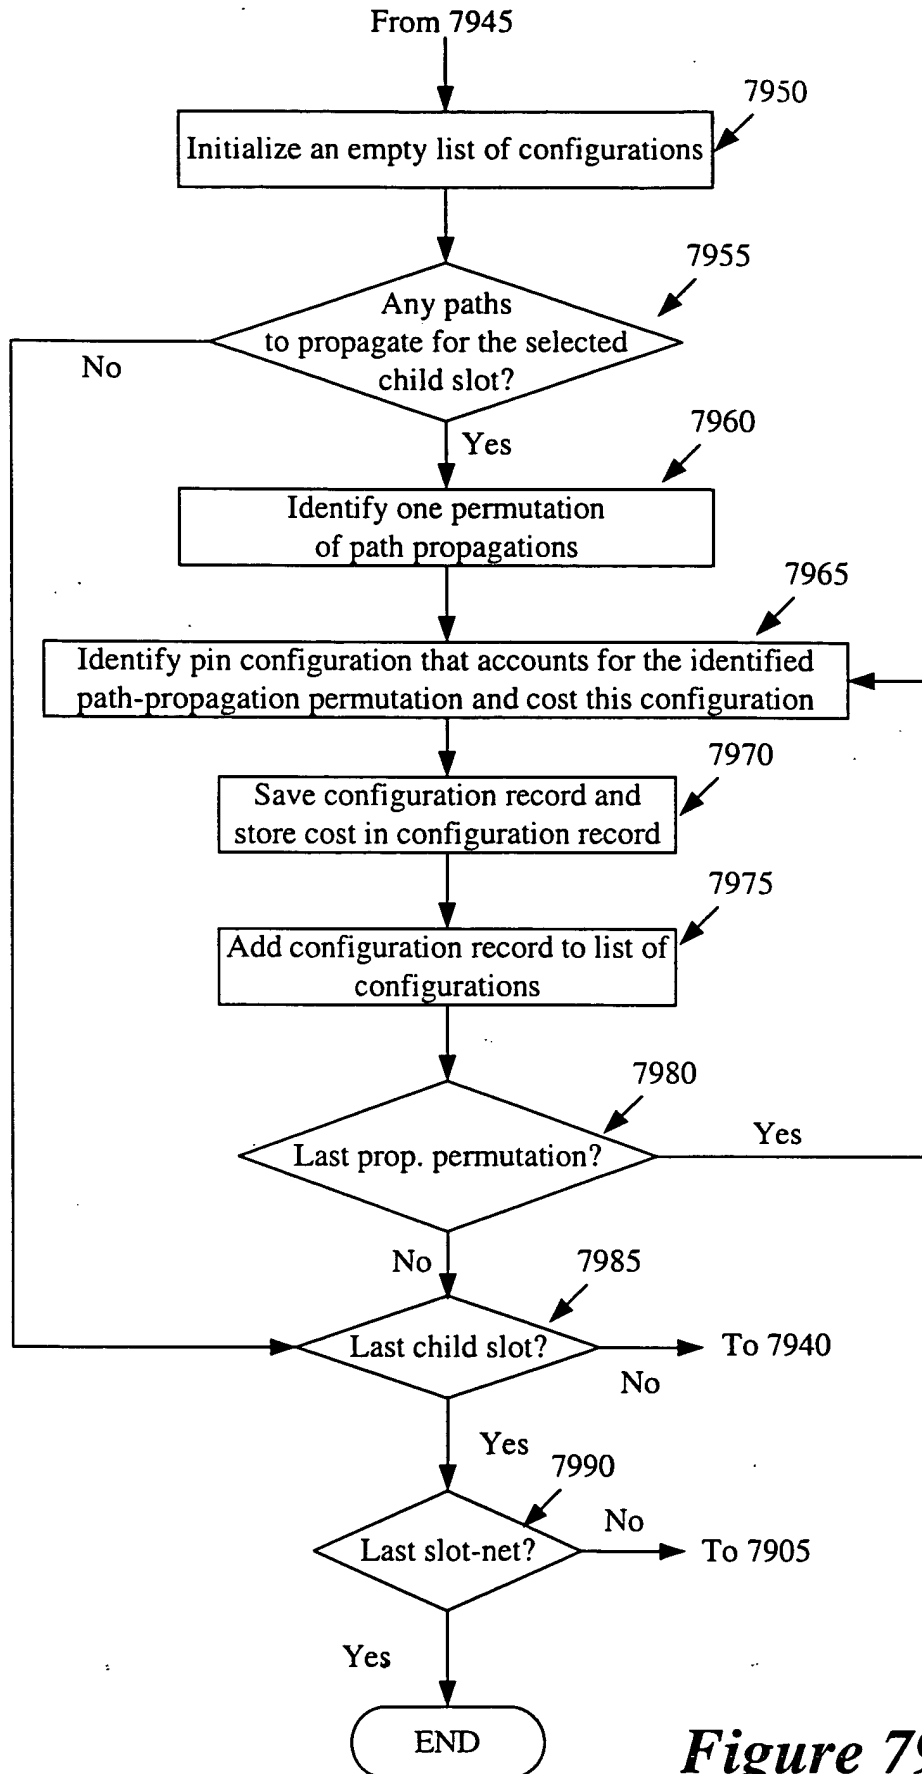 From 7945
7950
Initialize an empty list of configurations
7955
Any paths
to propagate for the selected
child slot?
No
Yes
7960
Identify one permutation
of path propagations
7965
Identify pin configuration that accounts for the identified
path-propagation permutation and cost this configuration
7970
Save configuration record and
store cost in configuration record
7975
Add configuration record to list of
configurations
7980
Last prop. permutation?
Yes
No
7985
Last child slot?
To 7940
No
Yes
7990
Last slot-net?
No
To 7905
Yes
END
Figure 79